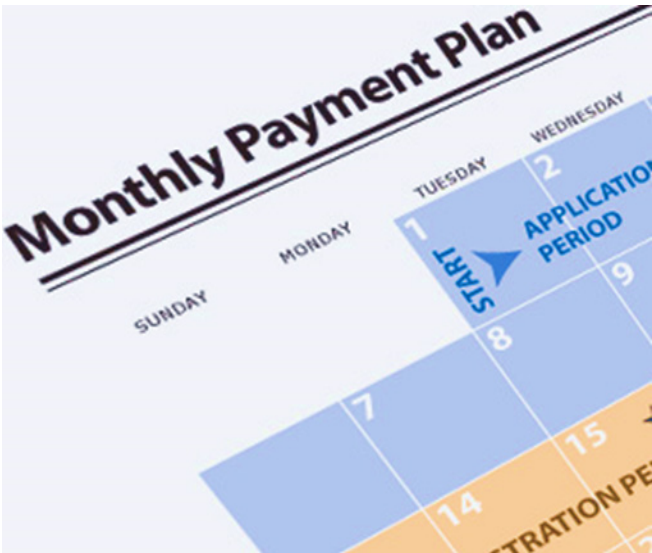 Monthly Payment Plan
SUNDAY
MONDAY
TUESDAY
WEDNESDAY
1
2
START
APPLICATION
PERIOD
7
8
9
14
15